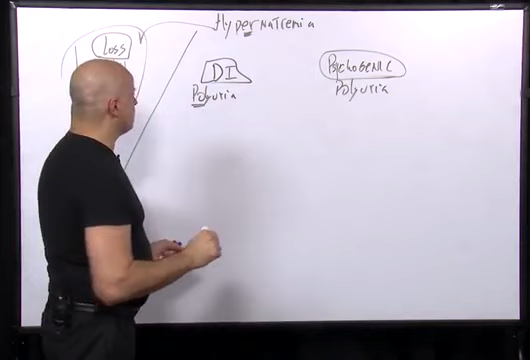 HyperNaTremia
Loss
DI
Polyuria
PsychoGENIC
Polyuria